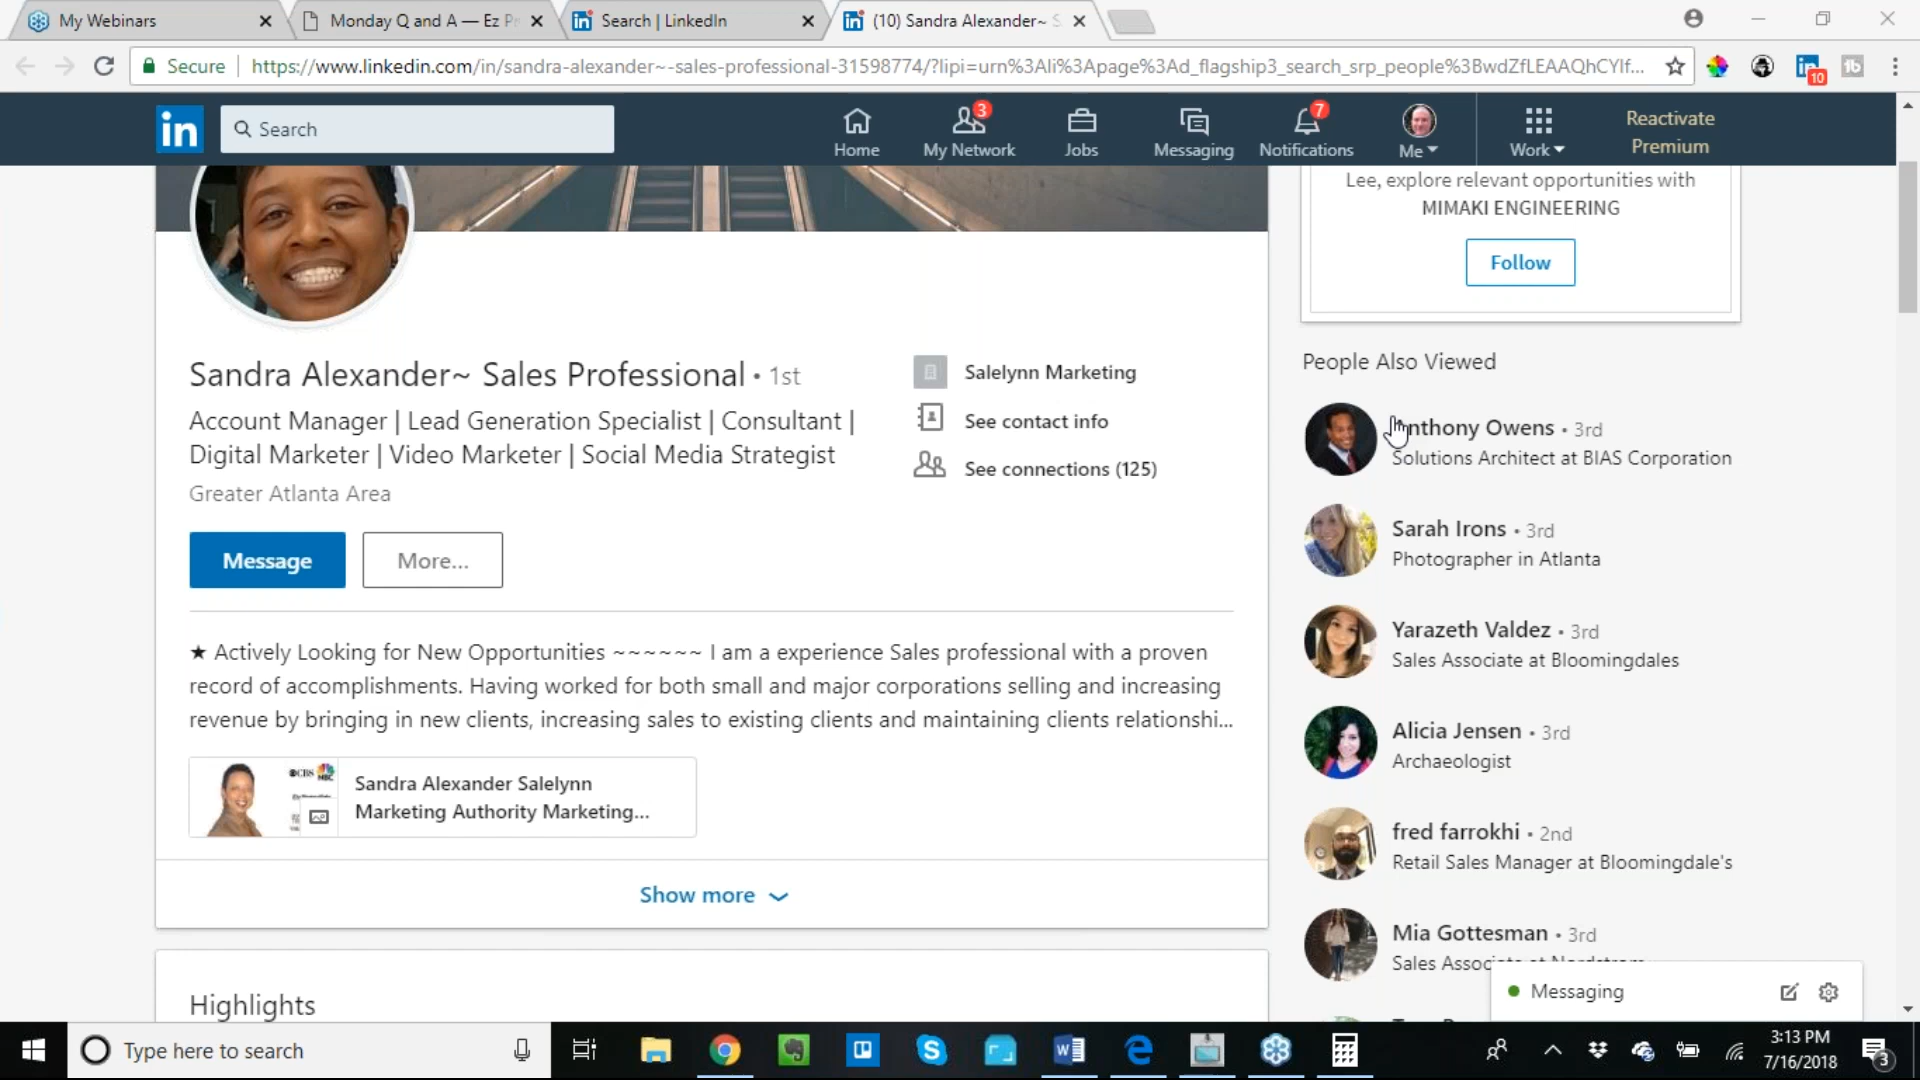 My Webinars
Monday Q and A — Ez P
Search | LinkedIn
(10) Sandra Alexander~ S
Secure
https://www.linkedin.com/in/sandra-alexander~-sales-professional-31598774/?lipi=urn%3Ali%3Apage%3Ad_flagship3_search_srp_people%3BwdZfLEAAQhCYIf...
10
in
Search
Home
3
My Network
Jobs
Messaging
7
Notifications
Me
Work
Reactivate
Premium
Lee, explore relevant opportunities with
MIMAKI ENGINEERING
Follow
Sandra Alexander~ Sales Professional • 1st
Account Manager | Lead Generation Specialist | Consultant |
Digital Marketer | Video Marketer | Social Media Strategist
Greater Atlanta Area
Salelynn Marketing
See contact info
See connections (125)
Message
More...
★ Actively Looking for New Opportunities ~~~~~~ I am a experience Sales professional with a proven
record of accomplishments. Having worked for both small and major corporations selling and increasing
revenue by bringing in new clients, increasing sales to existing clients and maintaining clients relationshi...
CBS
NBC
Sandra Alexander Salelynn
Marketing Authority Marketing...
Show more
Highlights
People Also Viewed
Anthony Owens • 3rd
Solutions Architect at BIAS Corporation
Sarah Irons • 3rd
Photographer in Atlanta
Yarazeth Valdez • 3rd
Sales Associate at Bloomingdales
Alicia Jensen • 3rd
Archaeologist
fred farrokhi • 2nd
Retail Sales Manager at Bloomingdale's
Mia Gottesman • 3rd
Messaging
Type here to search
3:13 PM
7/16/2018
3